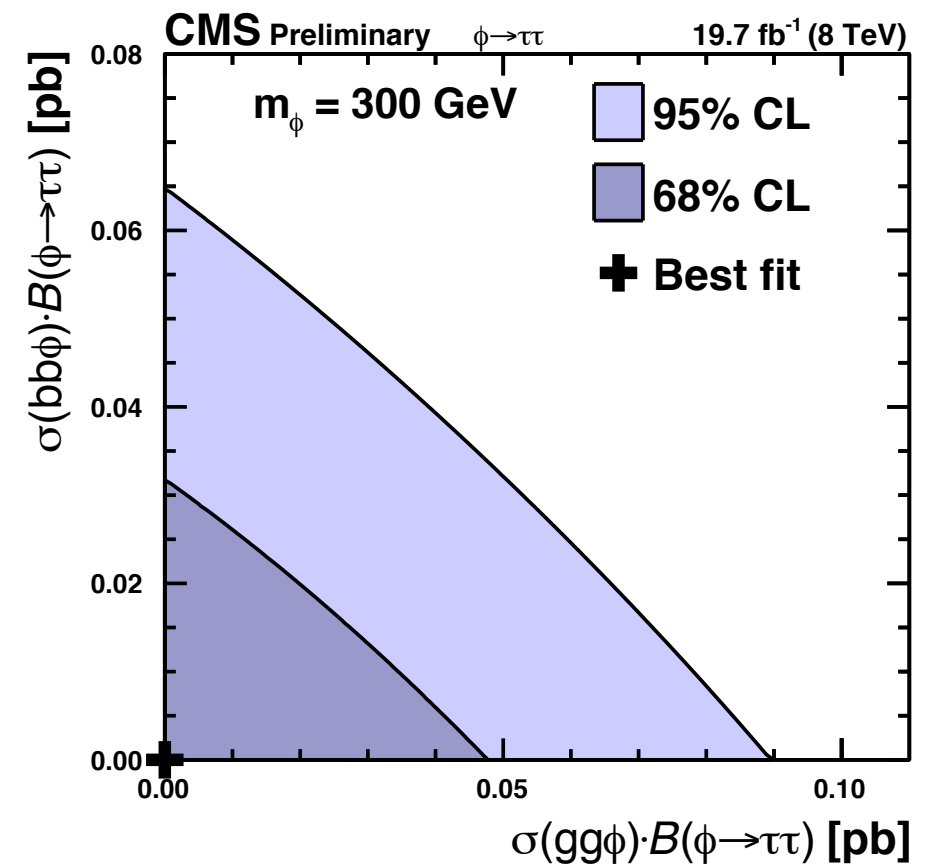 CMS Preliminary ϕ→ττ 19.7 fb⁻¹ (8 TeV)
m_ϕ = 300 GeV
95% CL
68% CL
Best fit
σ(bbϕ)·B(ϕ→ττ) [pb]
0.08
0.06
0.04
0.02
0.00
0.00 0.05 0.10
σ(ggϕ)·B(ϕ→ττ) [pb]